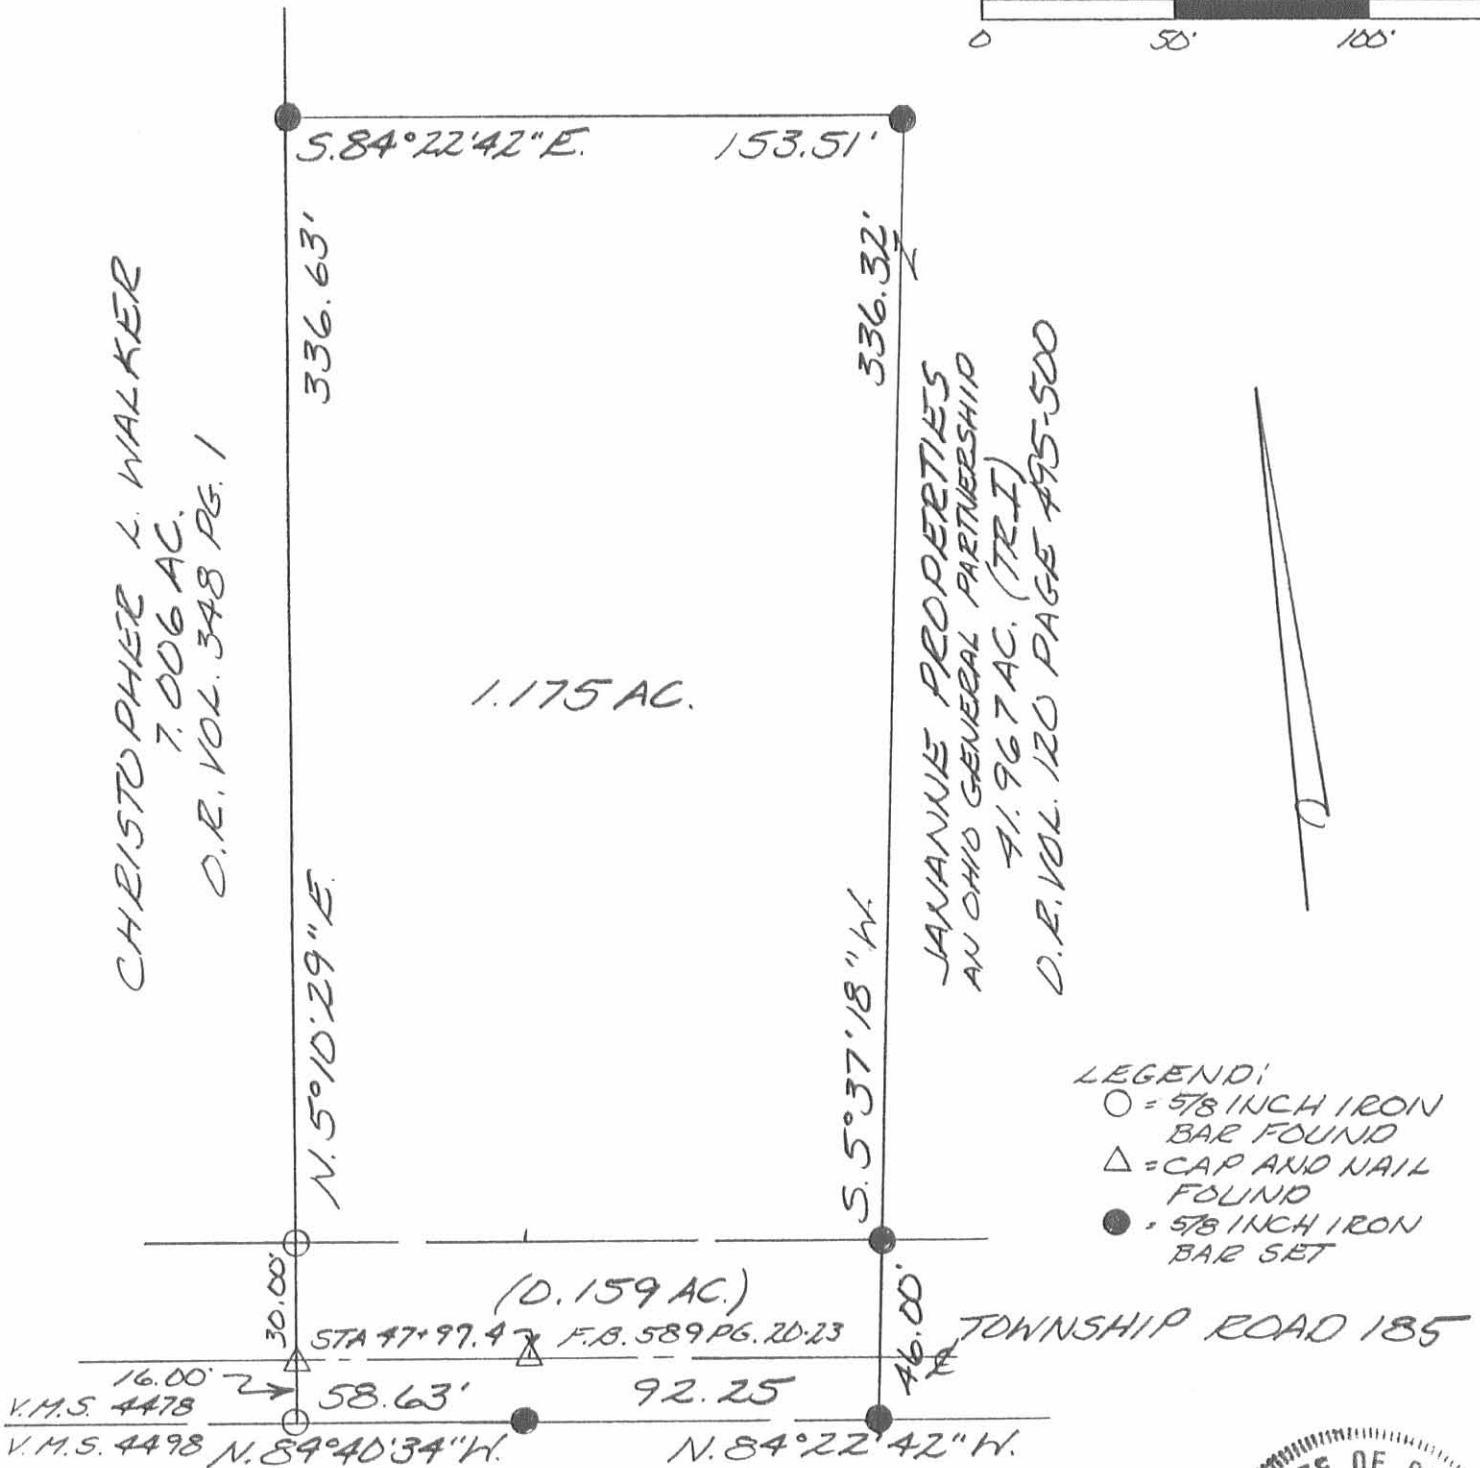 0 50' 100'
S.84°22'42"E. 153.51'
336.63'
336.32'
CHRISTOPHER L. WALKER
7.006 AC.
O.R. VOL. 348 PG. 1
JANANNE PROPERTIES
AN OHIO GENERAL PARTNERSHIP
41.967 AC. (TR.I)
O.R. VOL. 120 PAGE 495-500
1.175 AC.
N.5°10'29"E.
S.5°37'18"W.
LEGEND:
○ = 5/8 INCH IRON
BAR FOUND
△ = CAP AND NAIL
FOUND
● = 5/8 INCH IRON
BAR SET
30.00'
(0.159 AC.)
46.00'
STA 47+97.47 F.B. 589 PG. 20-23
TOWNSHIP ROAD 185
16.00'
58.63' 92.25
V.M.S. 4478
V.M.S. 4498
N.84°40'34"W. N.84°22'42"W.
OF